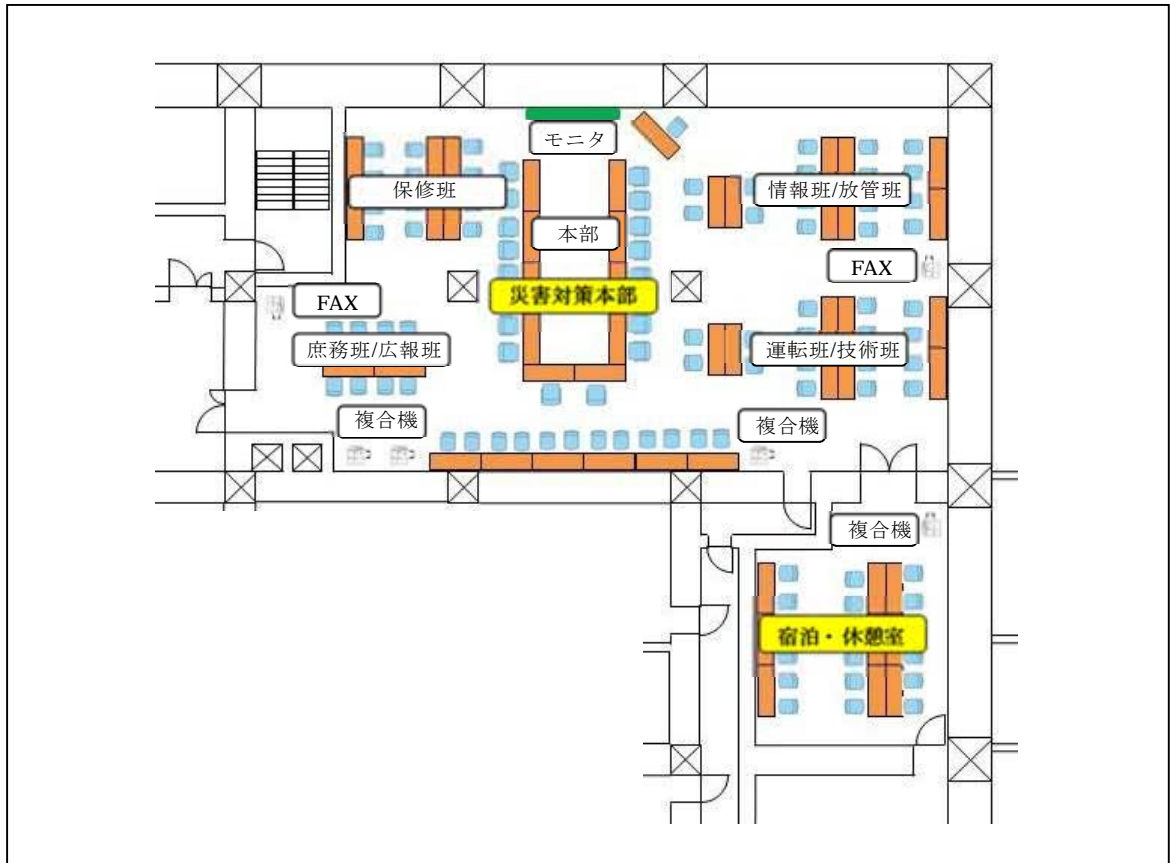 モニタ
保修班
情報班/放管班
本部
FAX
災害対策本部
FAX
庶務班/広報班
運転班/技術班
複合機
複合機
複合機
宿泊・休憩室